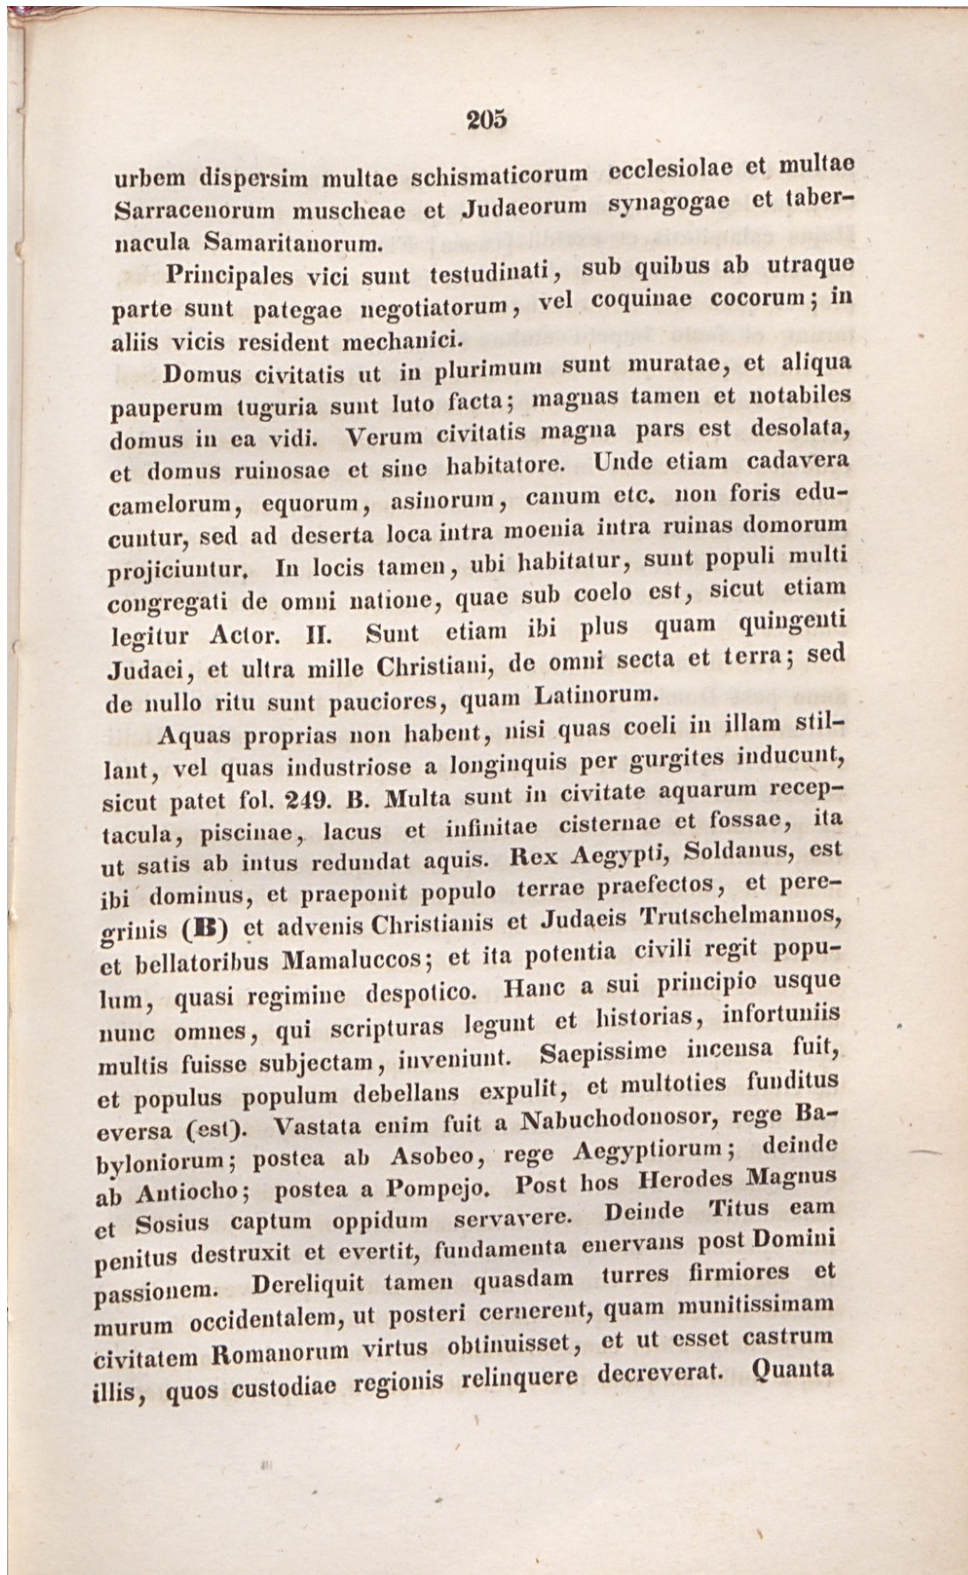 205
urbem dispersim multae schismaticorum ecclesiolae et multae
Sarracenorum muscheae et Judaeorum synagogae et taber-
nacula Samaritanorum.
Principales vici sunt testudinati, sub quibus ab utraque
parte sunt pategae negotiatorum, vel coquinae cocorum; in
aliis vicis resident mechanici.
Domus civitatis ut in plurimum sunt muratae, et aliqua
pauperum tuguria sunt luto facta; magnas tamen et notabiles
domus in ea vidi. Verum civitatis magna pars est desolata,
et domus ruinosae et sine habitatore. Unde etiam cadavera
camelorum, equorum, asinorum, canum etc. non foris edu-
cuntur, sed ad deserta loca intra moenia intra ruinas domorum
projiciuntur. In locis tamen, ubi habitatur, sunt populi multi
congregati de omni natione, quae sub coelo est, sicut etiam
legitur Actor. II. Sunt etiam ibi plus quam quingenti
Judaei, et ultra mille Christiani, de omni secta et terra; sed
de nullo ritu sunt pauciores, quam Latinorum.
Aquas proprias non habent, nisi quas coeli in illam stil-
lant, vel quas industriose a longinquis per gurgites inducunt,
sicut patet fol. 249. B. Multa sunt in civitate aquarum recep-
tacula, piscinae, lacus et infinitae cisternae et fossae, ita
ut satis ab intus redundat aquis. Rex Aegypti, Soldanus, est
ibi dominus, et praeponit populo terrae praefectos, et pere-
grinis (B) et advenis Christianis et Judaeis Trutschelmannos,
et bellatoribus Mamaluccos; et ita potentia civili regit popu-
lum, quasi regimine despotico. Hanc a sui principio usque
nunc omnes, qui scripturas legunt et historias, infortuniis
multis fuisse subjectam, inveniunt. Saepissime incensa fuit,
et populus populum debellans expulit, et multoties funditus
eversa (est). Vastata enim fuit a Nabuchodonosor, rege Ba-
byloniorum; postea ab Asobeo, rege Aegyptiorum; deinde
ab Antiocho; postea a Pompejo. Post hos Herodes Magnus
et Sosius captum oppidum servavere. Deinde Titus eam
penitus destruxit et evertit, fundamenta enervans post Domini
passionem. Dereliquit tamen quasdam turres firmiores et
murum occidentalem, ut posteri cernerent, quam munitissimam
civitatem Romanorum virtus obtinuisset, et ut esset castrum
illis, quos custodiae regionis relinquere decreverat. Quanta